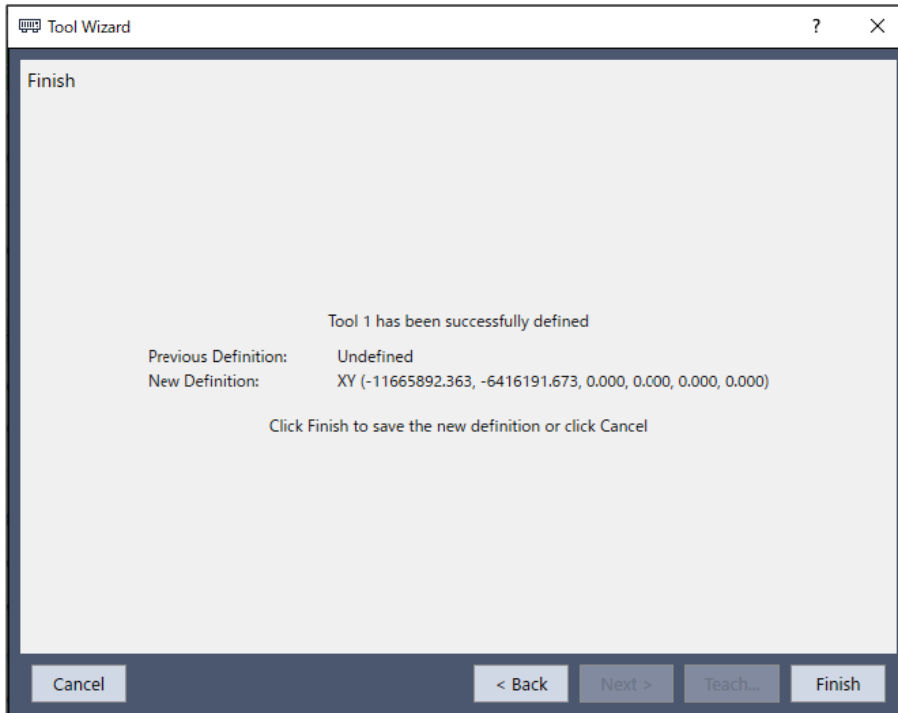 Tool Wizard
?
Finish
Tool 1 has been successfully defined
Previous Definition: Undefined
New Definition: XY (-11665892.363, -6416191.673, 0.000, 0.000, 0.000, 0.000)
Click Finish to save the new definition or click Cancel
Cancel < Back Next > Teach... Finish